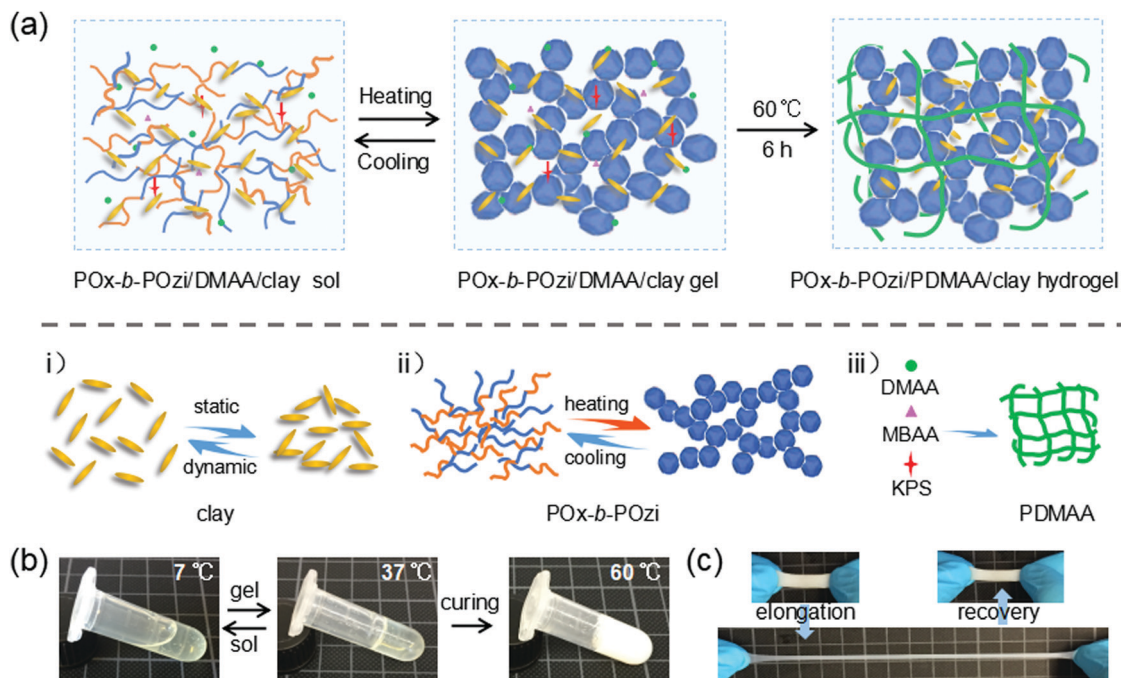 (a)
Heating
Cooling
60 ℃
6 h
POx-b-POzi/DMAA/clay sol
POx-b-POzi/DMAA/clay gel
POx-b-POzi/PDMAA/clay hydrogel
i)
static
dynamic
clay
ii)
heating
cooling
POx-b-POzi
iii)
DMAA
MBAA
KPS
PDMAA
(b)
7 ℃
gel
sol
37 ℃
curing
60 ℃
(c)
elongation
recovery